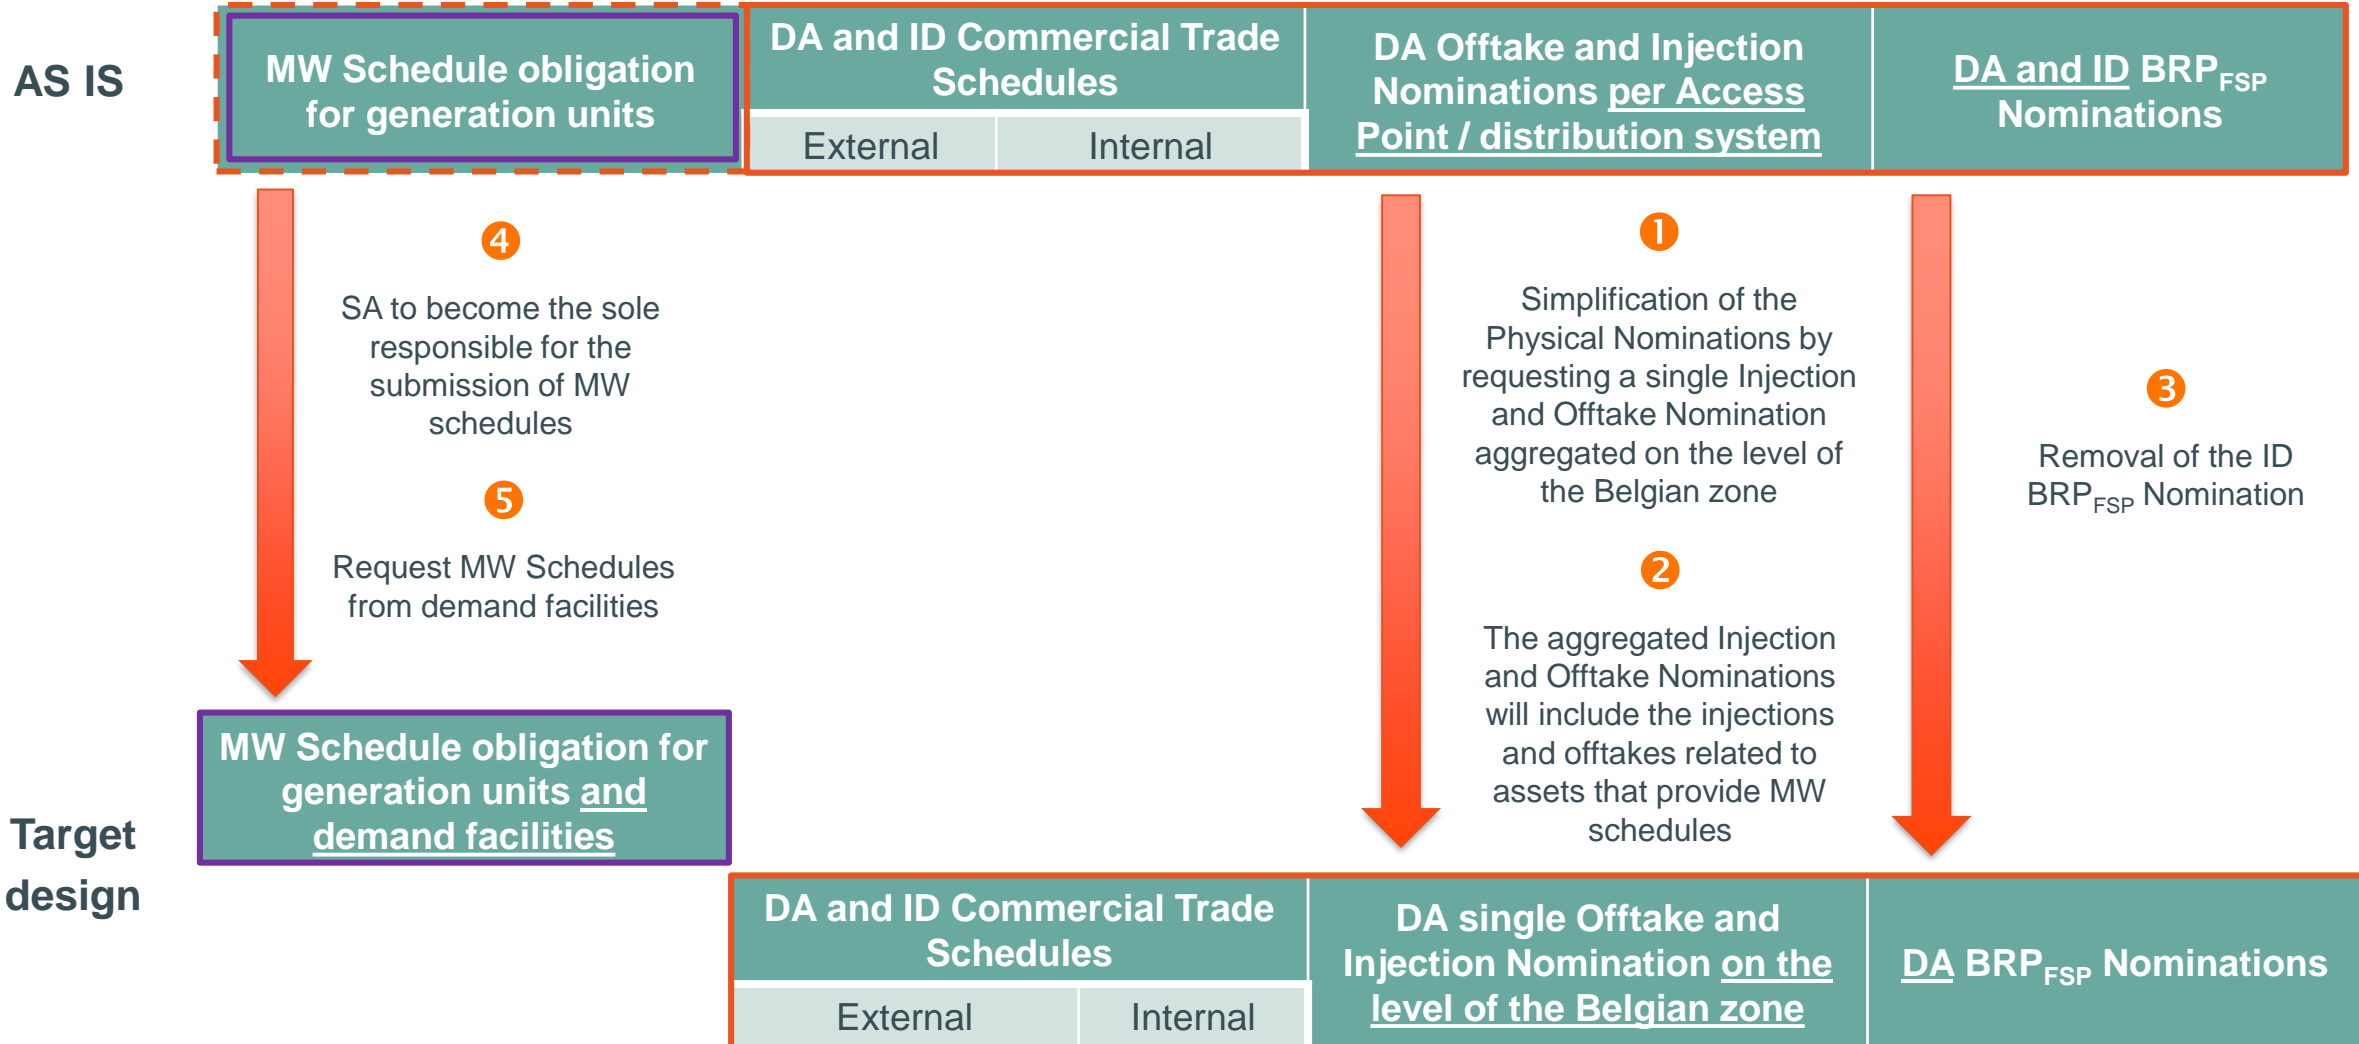 AS IS
MW Schedule obligation
for generation units
DA and ID Commercial Trade
Schedules
External
Internal
DA Offtake and Injection
Nominations per Access
Point / distribution system
DA and ID BRPFSP
Nominations
4
SA to become the sole
responsible for the
submission of MW
schedules
5
Request MW Schedules
from demand facilities
1
Simplification of the
Physical Nominations by
requesting a single Injection
and Offtake Nomination
aggregated on the level of
the Belgian zone
2
The aggregated Injection
and Offtake Nominations
will include the injections
and offtakes related to
assets that provide MW
schedules
3
Removal of the ID
BRPFSP Nomination
Target
design
MW Schedule obligation for
generation units and
demand facilities
DA and ID Commercial Trade
Schedules
External
Internal
DA single Offtake and
Injection Nomination on the
level of the Belgian zone
DA BRPFSP Nominations